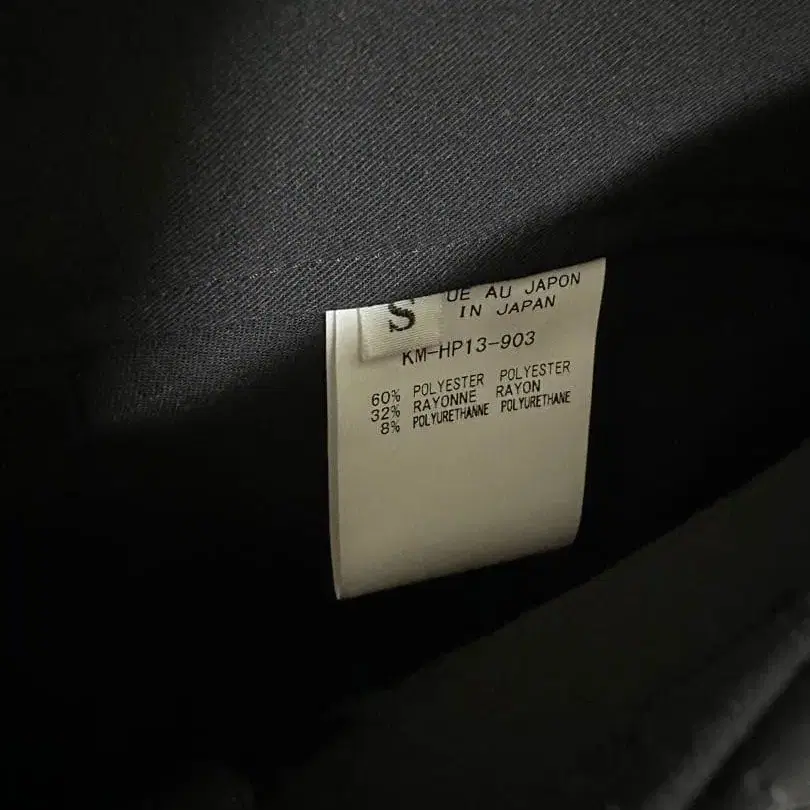 S
UE AU JAPON
IN JAPAN
KM-HP13-903
60% POLYESTER POLYESTER
32% RAYONNE RAYON
8% POLYURETHANNE POLYURETHANE